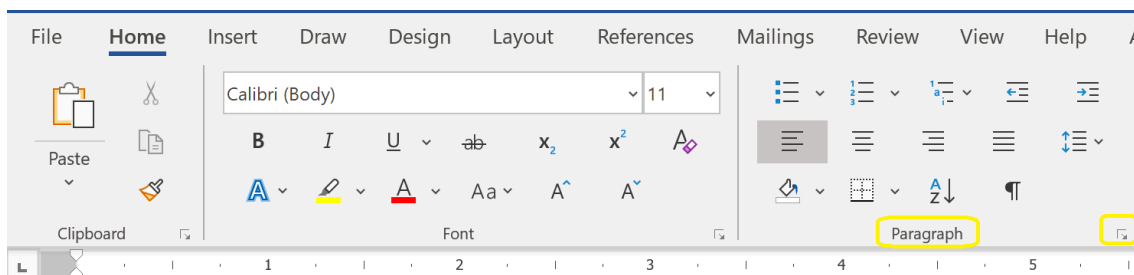 File Home Insert Draw Design Layout References Mailings Review View Help
Calibri (Body) 11
Paste
B I U ab x2 x2 A
A A Aa A A A Z
Clipboard Font Paragraph
L 1 2 3 4 5